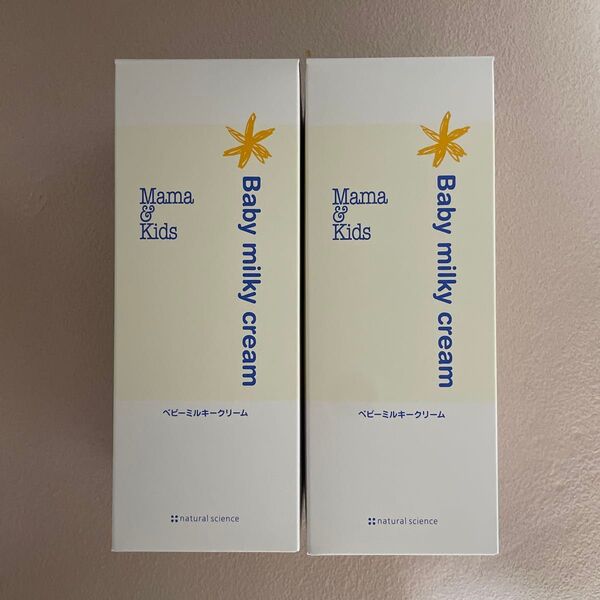 Mama
&
Kids
Baby milky cream
ベビーミルキークリーム
natural science
Mama
&
Kids
Baby milky cream
ベビーミルキークリーム
natural science